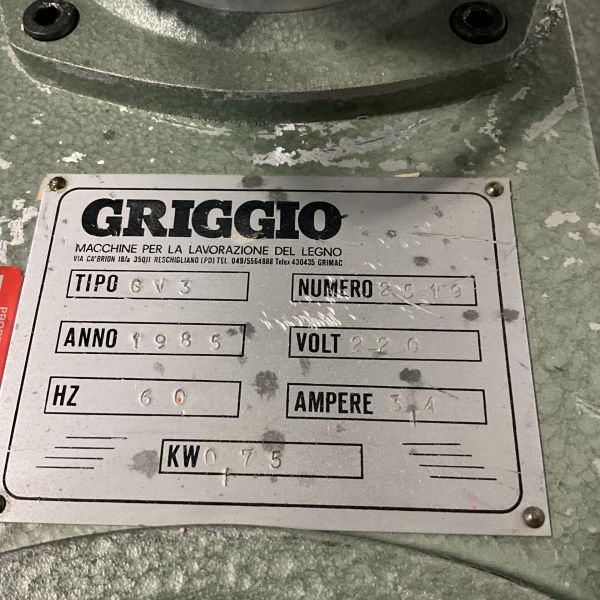 GRIGGIO
MACCHINE PER LA LAVORAZIONE DEL LEGNO
VIA CA'BRION 18/a 35011 RESCHIGLIANO (PD) TEL. 049/5564888 Telex 430435 GRIMAC
TIPO GV3
NUMERO 2519
ANNO 1985
VOLT 220
HZ 60
AMPERE 3,4
KW 0,75